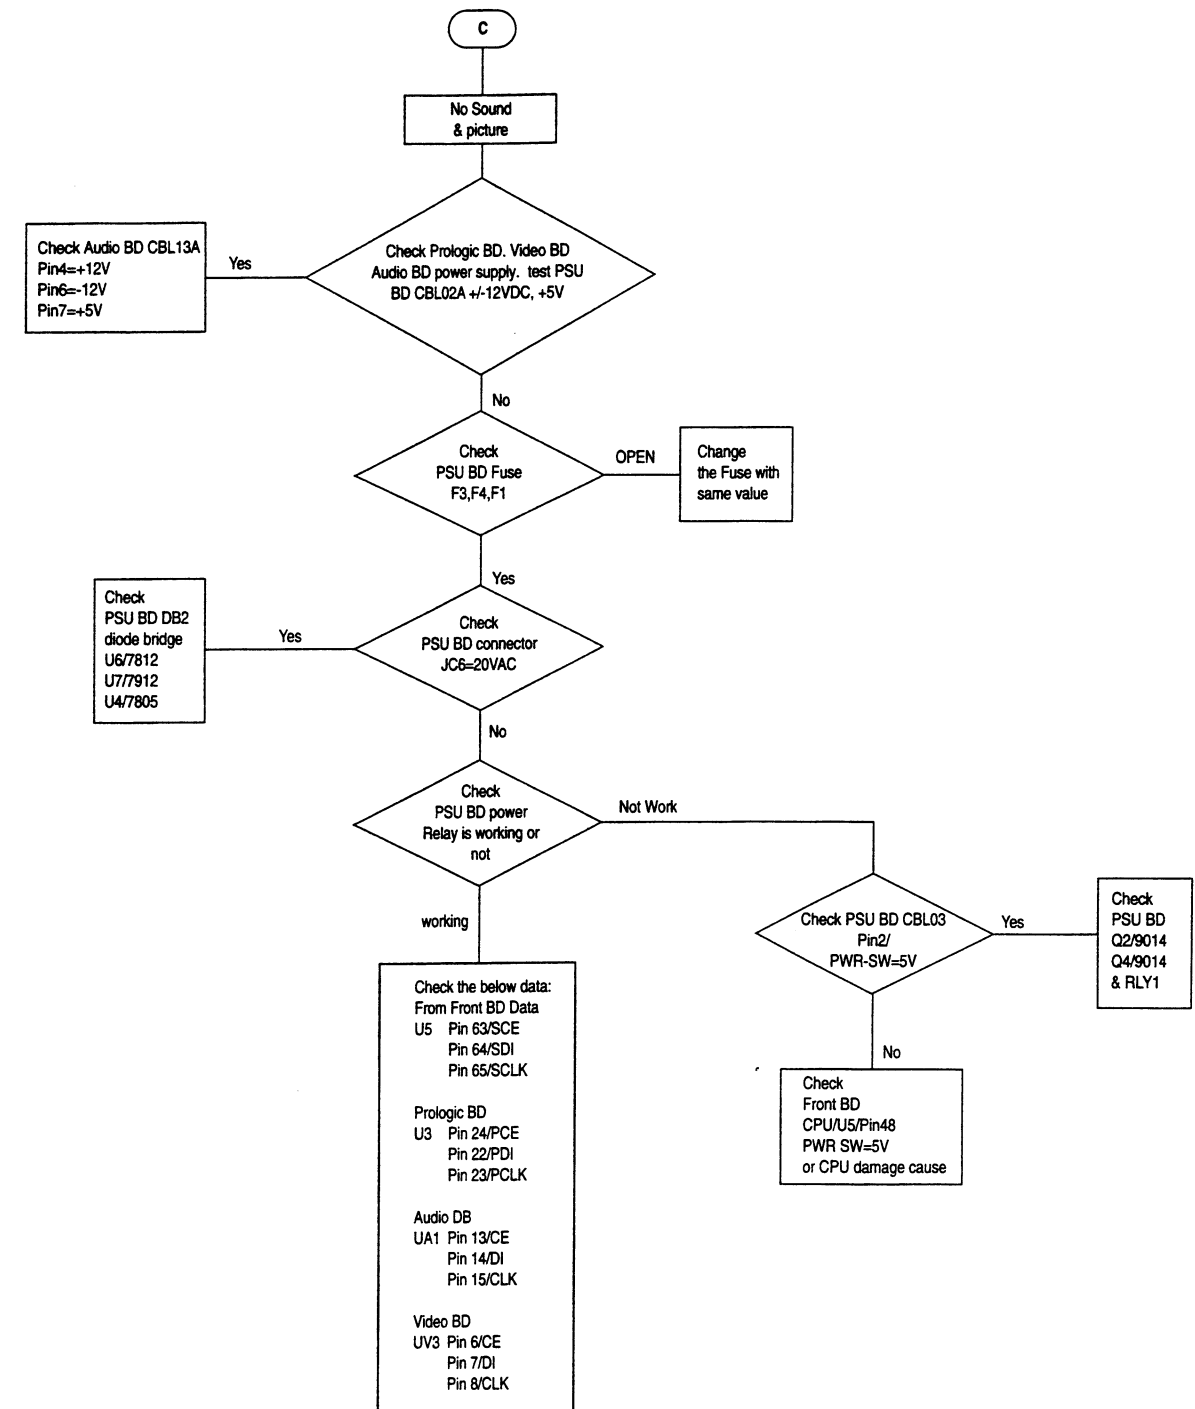 C
No Sound
& picture
Check Prologic BD. Video BD
Audio BD power supply. test PSU
BD CBL02A +/-12VDC, +5V
Yes
Check Audio BD CBL13A
Pin4=+12V
Pin6=-12V
Pin7=+5V
No
Check
PSU BD Fuse
F3,F4,F1
OPEN
Change
the Fuse with
same value
Yes
Check
PSU BD connector
JC6=20VAC
Yes
Check
PSU BD DB2
diode bridge
U6/7812
U7/7912
U4/7805
No
Check
PSU BD power
Relay is working or
not
Not Work
Check PSU BD CBL03
Pin2/
PWR-SW=5V
Yes
Check
PSU BD
Q2/9014
Q4/9014
& RLY1
No
Check
Front BD
CPU/U5/Pin48
PWR SW=5V
or CPU damage cause
working
Check the below data:
From Front BD Data
U5 Pin 63/SCE
Pin 64/SDI
Pin 65/SCLK
Prologic BD
U3 Pin 24/PCE
Pin 22/PDI
Pin 23/PCLK
Audio DB
UA1 Pin 13/CE
Pin 14/DI
Pin 15/CLK
Video BD
UV3 Pin 6/CE
Pin 7/DI
Pin 8/CLK